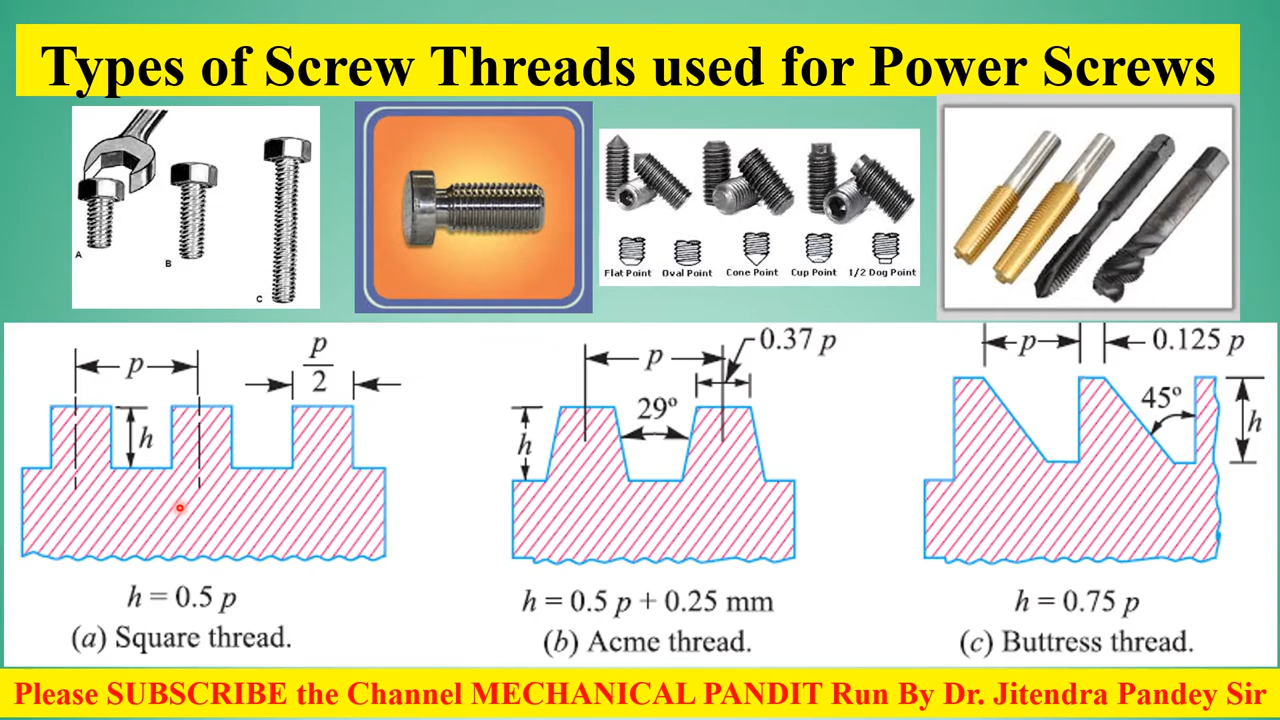 Types of Screw Threads used for Power Screws
A
B
C
Flat Point
Oval Point
Cone Point
Cup Point
1/2 Dog Point
p
p
2
h
h = 0.5 p
(a) Square thread.
p
0.37 p
29°
h
h = 0.5 p + 0.25 mm
(b) Acme thread.
p
0.125 p
45°
h
h = 0.75 p
(c) Buttress thread.
Please SUBSCRIBE the Channel MECHANICAL PANDIT Run By Dr. Jitendra Pandey Sir